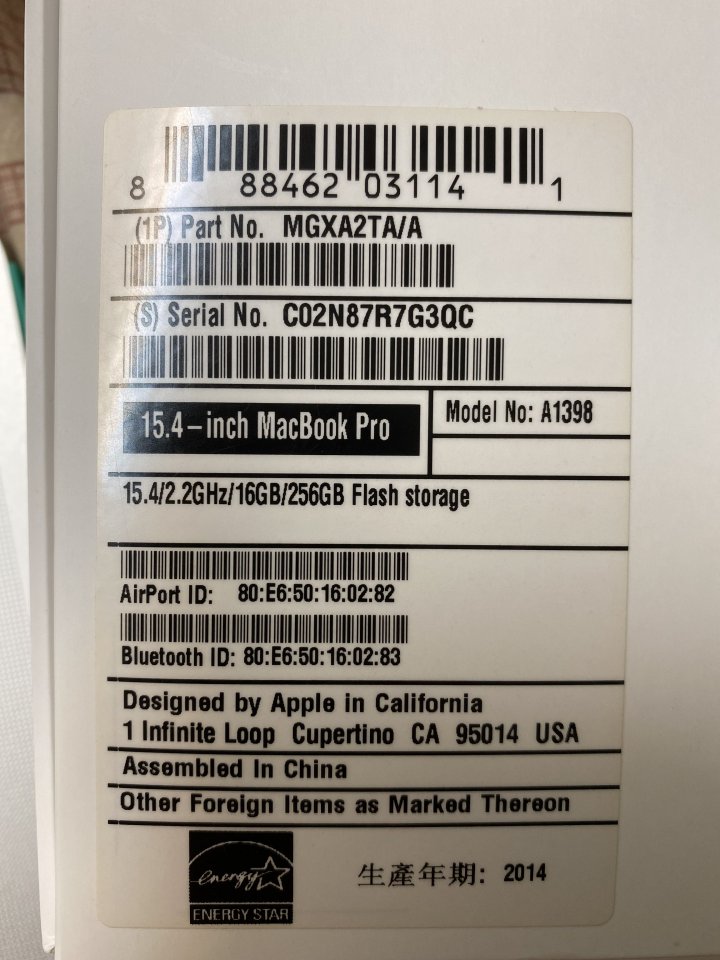 8 88462 03114 1
(1P) Part No. MGXA2TA/A
(S) Serial No. C02N87R7G3QC
15.4-inch MacBook Pro
Model No: A1398
15.4/2.2GHz/16GB/256GB Flash storage
AirPort ID: 80:E6:50:16:02:82
Bluetooth ID: 80:E6:50:16:02:83
Designed by Apple in California
1 Infinite Loop Cupertino CA 95014 USA
Assembled In China
Other Foreign Items as Marked Thereon
energy
ENERGY STAR
生產年期: 2014